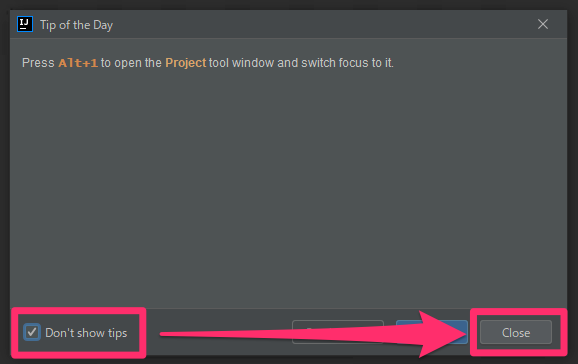 IJ
Tip of the Day
Press Alt+1 to open the Project tool window and switch focus to it.
Don't show tips
Close